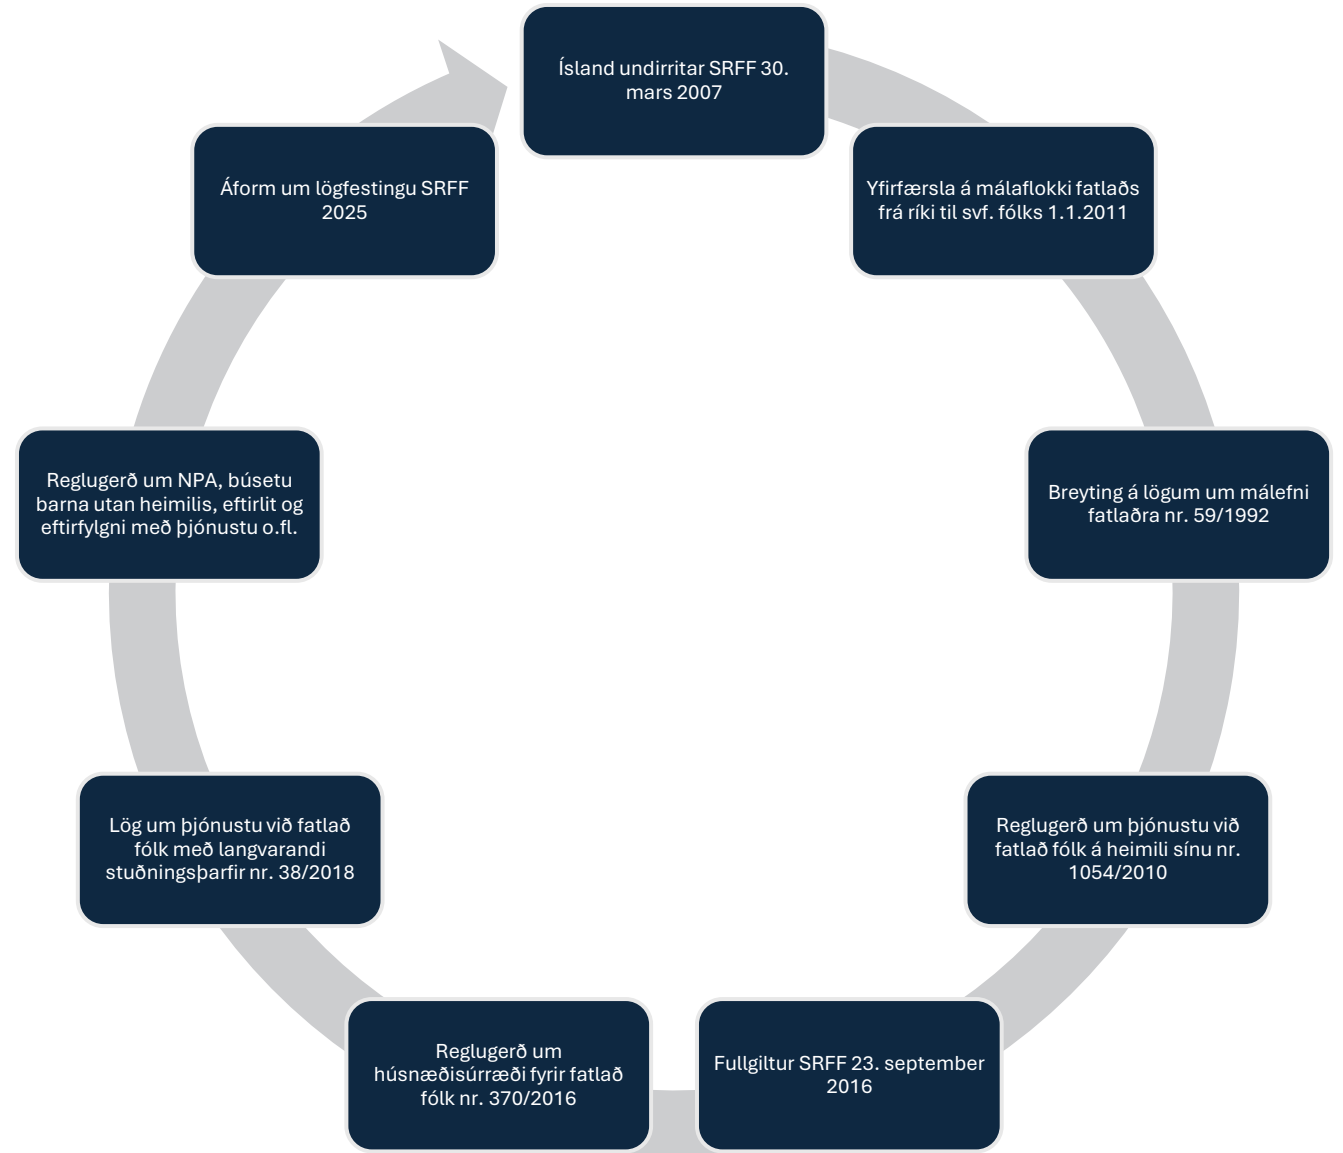 Ísland undirritar SRFF 30.
mars 2007
Yfirfærsla á málaflokki fatlaðs
frá ríki til svf. fólks 1.1.2011
Breyting á lögum um málefni
fatlaðra nr. 59/1992
Reglugerð um þjónustu við
fatlað fólk á heimili sínu nr.
1054/2010
Fullgiltur SRFF 23. september
2016
Reglugerð um
húsnæðisúrræði fyrir fatlað
fólk nr. 370/2016
Lög um þjónustu við fatlað
fólk með langvarandi
stuðningsþarfir nr. 38/2018
Reglugerð um NPA, búsetu
barna utan heimilis, eftirlit og
eftirfylgni með þjónustu o.fl.
Áform um lögfestingu SRFF
2025